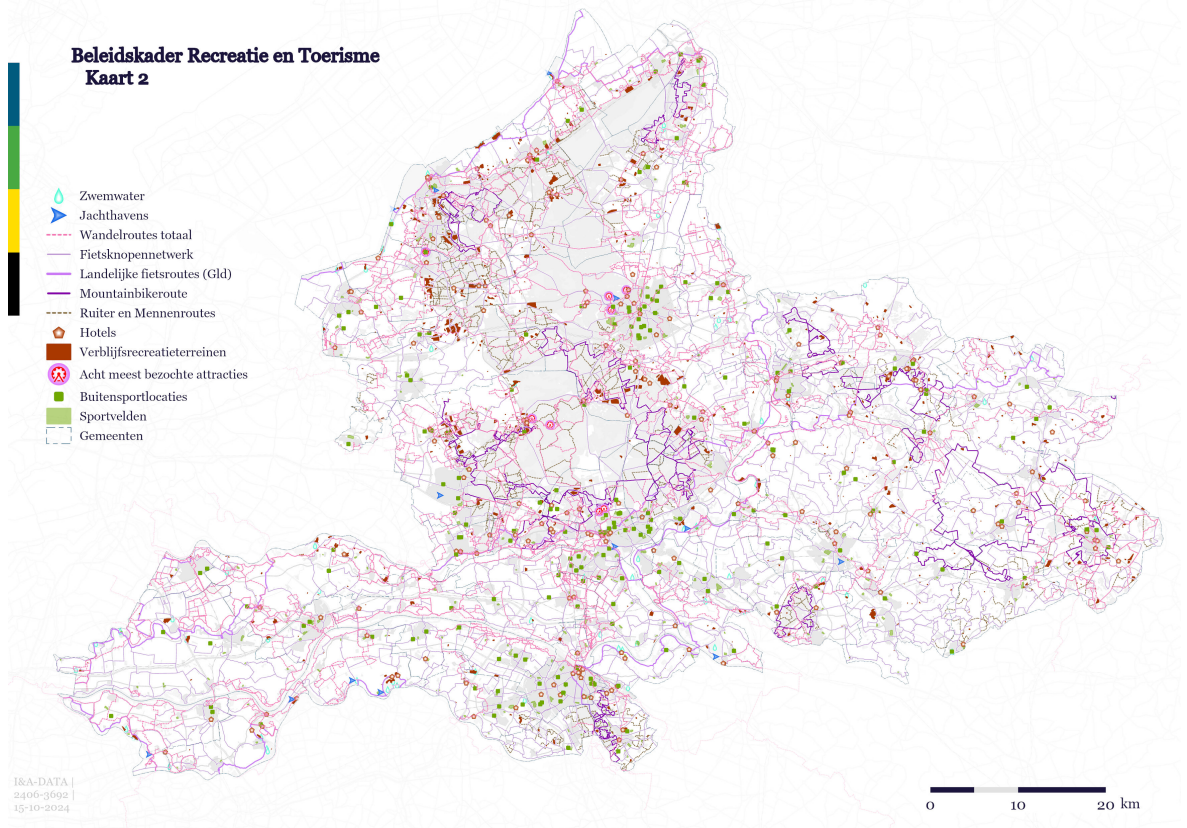 Beleidskader Recreatie en Toerisme
Kaart 2
Zwemwater
Jachthavens
Wandelroutes totaal
Fietsknopennetwerk
Landelijke fietsroutes (Gld)
Mountainbikeroute
Ruiter en Mennenroutes
Hotels
Verblijfsrecreatieterreinen
Acht meest bezochte attracties
Buitensportlocaties
Sportvelden
Gemeenten
I&A-DATA |
2406-3692 |
15-10-2024
0 10 20 km